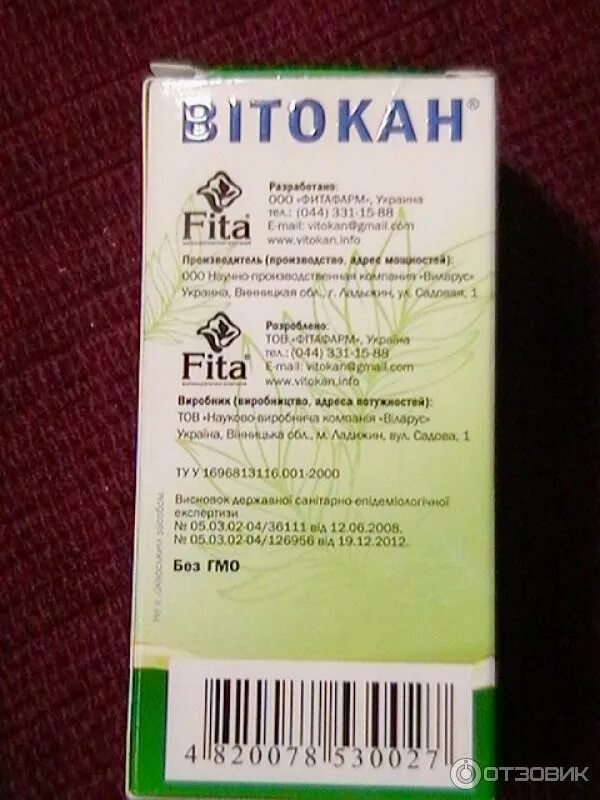 ВІТОКАН®
Fita®
Разработано:
ООО «ФИТАФАРМ», Украина
тел.: (044) 331-15-88
E-mail: vitokan@gmail.com
www.vitokan.info
Производитель (производство, адрес мощностей):
ООО Научно-производственная компания «Виларус»
Украина, Винницкая обл., г. Ладыжин, ул. Садовая, 1
Fita®
Розроблено:
ТОВ «ФІТАФАРМ», Україна
тел.: (044) 331-15-88
E-mail: vitokan@gmail.com
www.vitokan.info
Виробник (виробництво, адреса потужностей):
ТОВ «Науково-виробнича компанія «Віларус»
Україна, Вінницька обл., м. Ладижин, вул. Садова, 1
ТУ У 1696813116.001-2000
Висновок державної санітарно-епідеміологічної
експертизи
№ 05.03.02-04/36111 від 12.06.2008.
№ 05.03.02-04/126956 від 19.12.2012.
Без ГМО
Не є лікарським засобом.
4 820078 530027
ОТЗОВИК